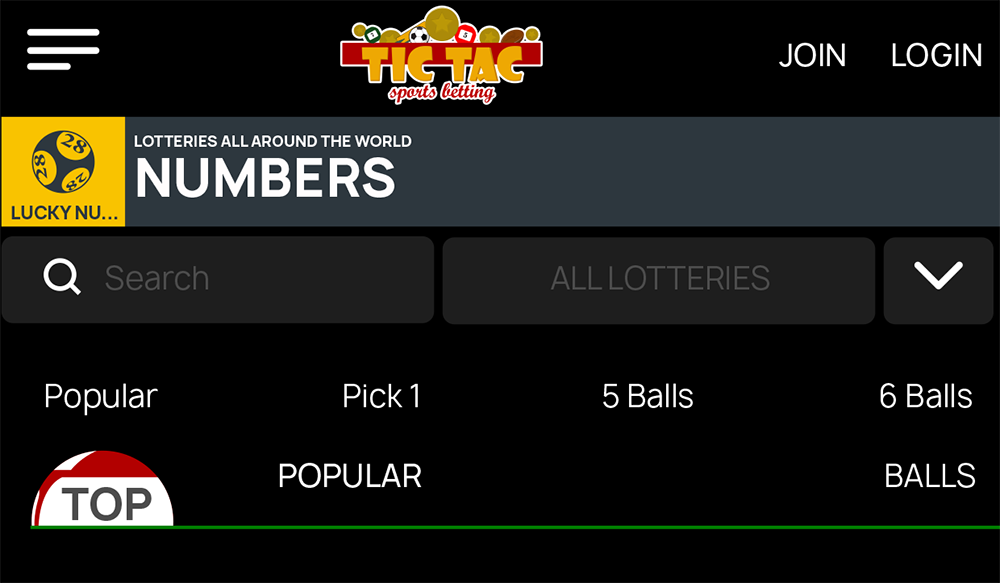 TIC TAC
sports betting
JOIN
LOGIN
28
28
28
LUCKY NU...
LOTTERIES ALL AROUND THE WORLD
NUMBERS
Search
ALL LOTTERIES
Popular
Pick 1
5 Balls
6 Balls
TOP
POPULAR
BALLS